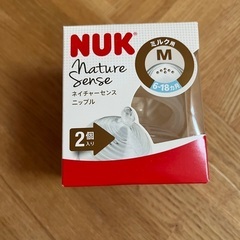 NUK
Nature
Sense
ネイチャーセンス
ニップル
2個
入り
ミルク用
M
6-18カ月